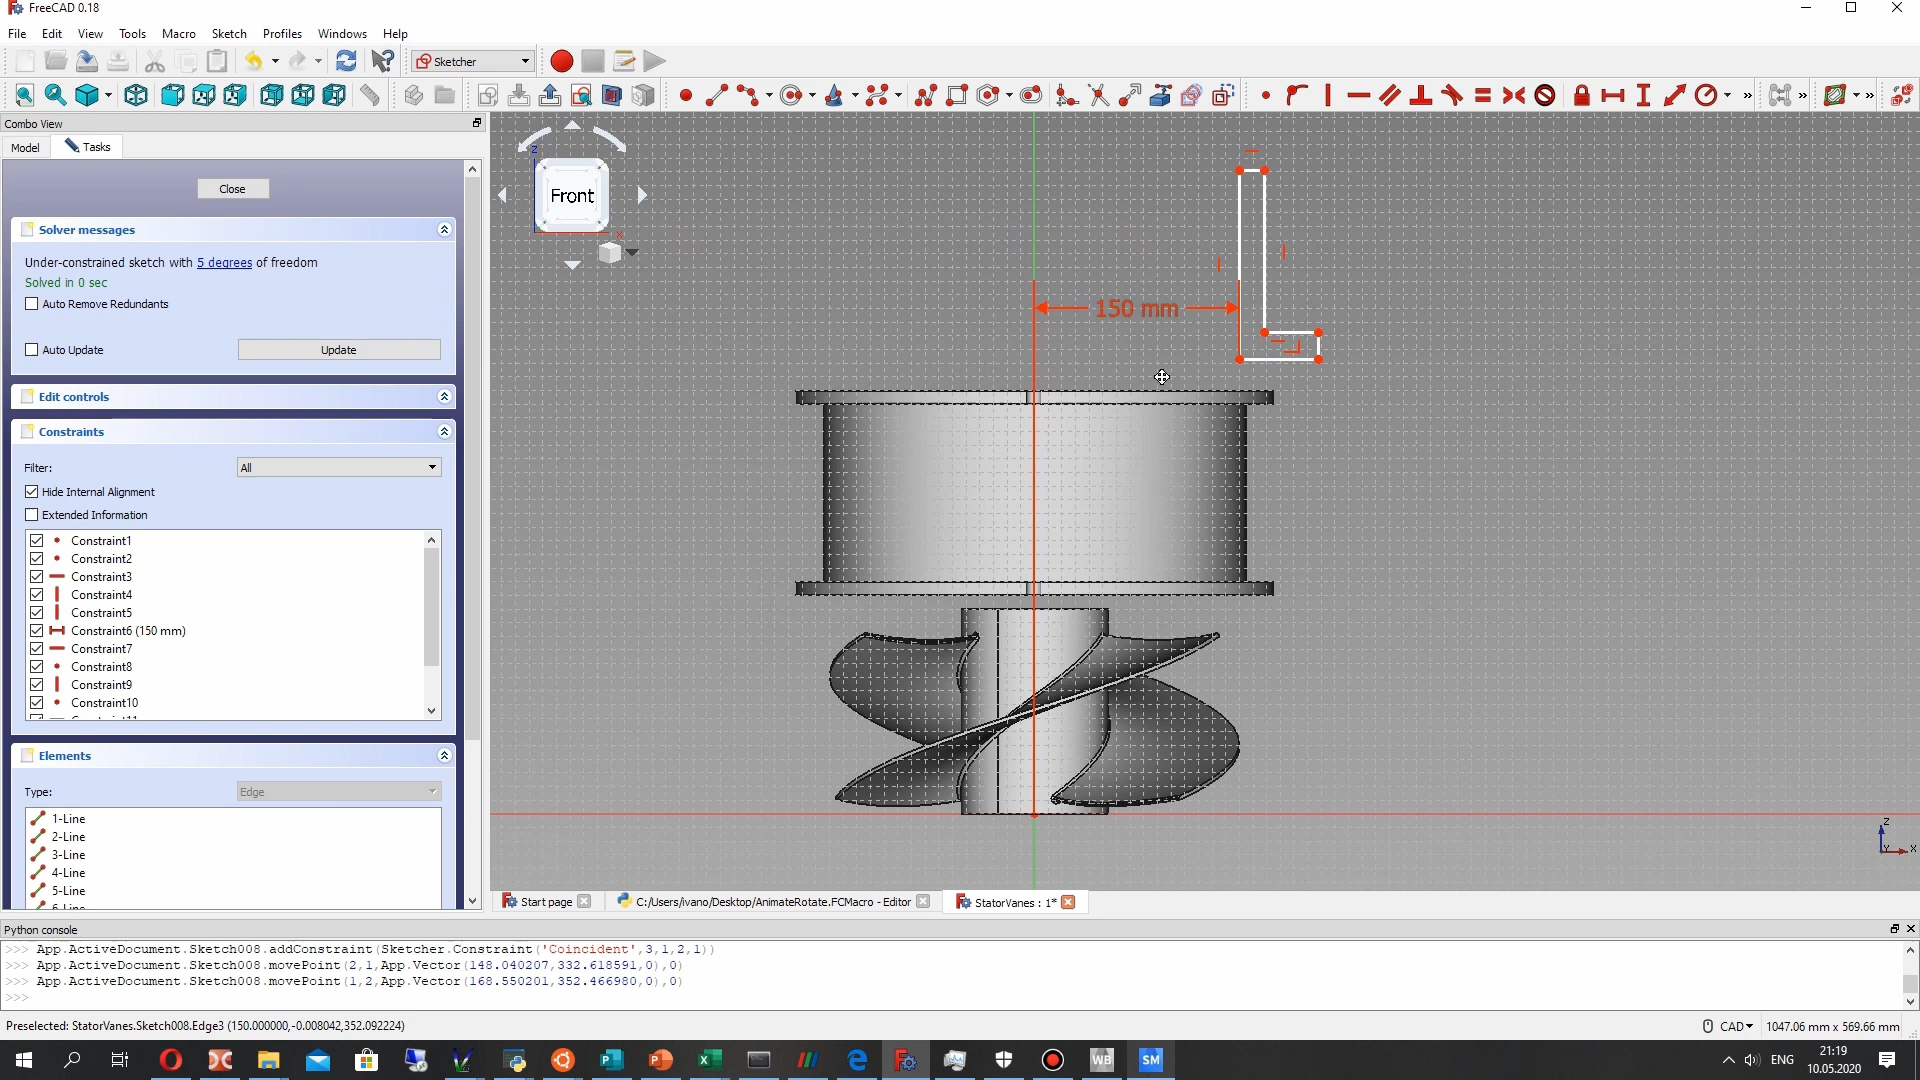 FreeCAD 0.18
File Edit View Tools Macro Sketch Profiles Windows Help
Sketcher
Combo View
Model Tasks
Close
Solver messages
Under-constrained sketch with 5 degrees of freedom
Solved in 0 sec
Auto Remove Redundants
Auto Update Update
Edit controls
Constraints
Filter: All
Hide Internal Alignment
Extended Information
Constraint1
Constraint2
Constraint3
Constraint4
Constraint5
Constraint6 (150 mm)
Constraint7
Constraint8
Constraint9
Constraint10
Constraint11
Elements
Type: Edge
1-Line
2-Line
3-Line
4-Line
5-Line
6-Line
Front
z
x
150 mm
Z
Y
X
Start page
C:/Users/ivano/Desktop/AnimateRotate.FCMacro - Editor
StatorVanes : 1*
Python console
>>> App.ActiveDocument.Sketch008.addConstraint(Sketcher.Constraint('Coincident',3,1,2,1))
>>> App.ActiveDocument.Sketch008.movePoint(2,1,App.Vector(148.040207,332.618591,0),0)
>>> App.ActiveDocument.Sketch008.movePoint(1,2,App.Vector(168.550201,352.466980,0),0)
>>>
Preselected: StatorVanes.Sketch008.Edge3 (150.000000,-0.008042,352.092224)
CAD
1047.06 mm x 569.66 mm
WB
SM
ENG
21:19
10.05.2020